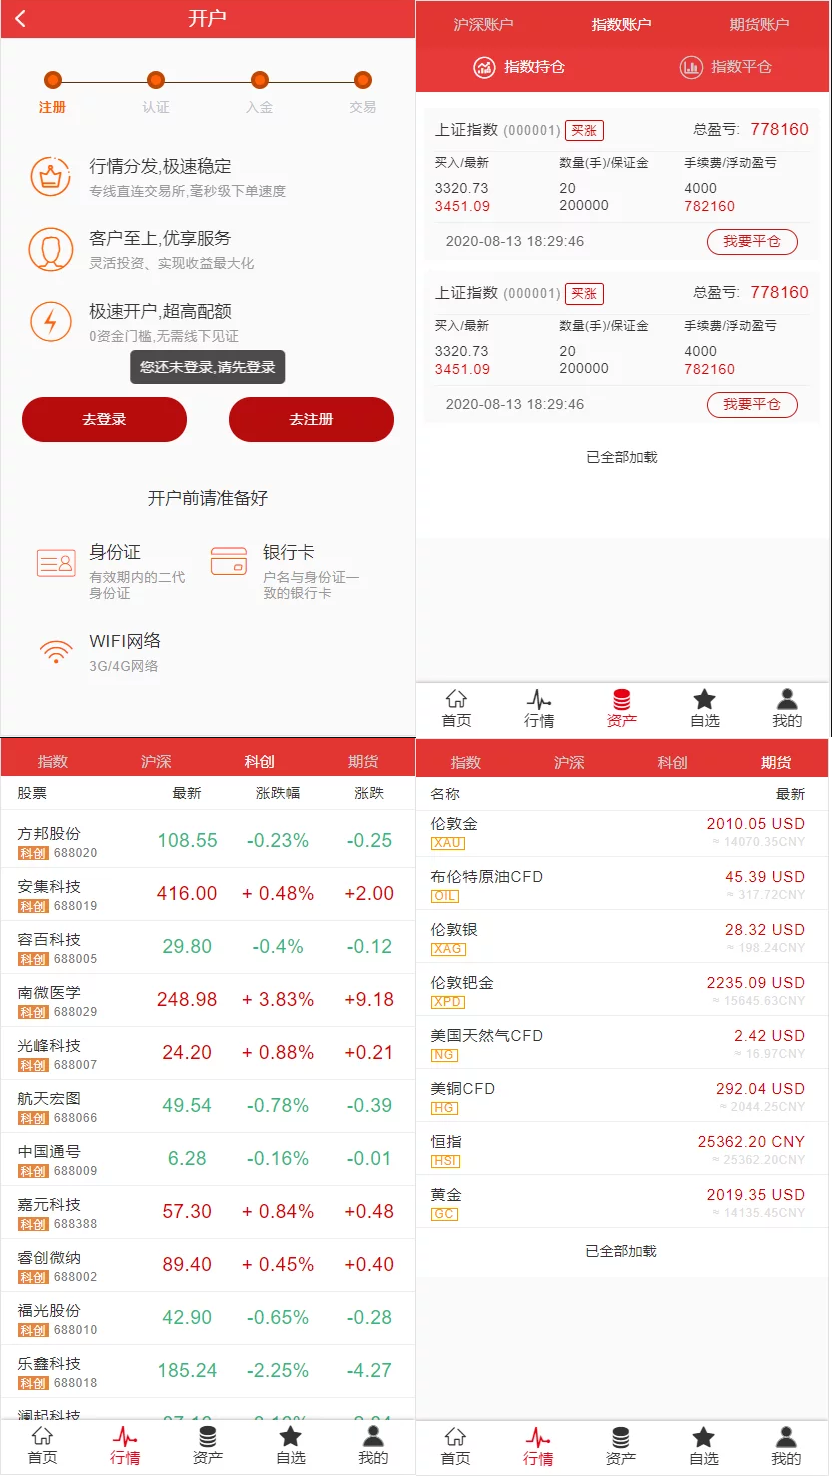 开户
注册 认证 入金 交易
行情分发,极速稳定
专线直连交易所,毫秒级下单速度
客户至上,优享服务
灵活投资、实现收益最大化
极速开户,超高配额
0资金门槛,无需线下见证
您还未登录,请先登录
去登录 去注册
开户前请准备好
身份证
有效期内的二代
身份证
银行卡
户名与身份证一
致的银行卡
WIFI网络
3G/4G网络
沪深账户 指数账户 期货账户
指数持仓 指数平仓
上证指数 (000001) 买涨 总盈亏: 778160
买入/最新 数量(手)/保证金 手续费/浮动盈亏
3320.73 20 4000
3451.09 200000 782160
2020-08-13 18:29:46 我要平仓
上证指数 (000001) 买涨 总盈亏: 778160
买入/最新 数量(手)/保证金 手续费/浮动盈亏
3320.73 20 4000
3451.09 200000 782160
2020-08-13 18:29:46 我要平仓
已全部加载
首页 行情 资产 自选 我的
指数 沪深 科创 期货
股票 最新 涨跌幅 涨跌
方邦股份 108.55 -0.23% -0.25
科创 688020
安集科技 416.00 + 0.48% +2.00
科创 688019
容百科技 29.80 -0.4% -0.12
科创 688005
南微医学 248.98 + 3.83% +9.18
科创 688029
光峰科技 24.20 + 0.88% +0.21
科创 688007
航天宏图 49.54 -0.78% -0.39
科创 688066
中国通号 6.28 -0.16% -0.01
科创 688009
嘉元科技 57.30 + 0.84% +0.48
科创 688388
睿创微纳 89.40 + 0.45% +0.40
科创 688002
福光股份 42.90 -0.65% -0.28
科创 688010
乐鑫科技 185.24 -2.25% -4.27
科创 688018
澜起科技
首页 行情 资产 自选 我的
指数 沪深 科创 期货
名称 最新
伦敦金 2010.05 USD
XAU ≈ 14070.35CNY
布伦特原油CFD 45.39 USD
OIL ≈ 317.72CNY
伦敦银 28.32 USD
XAG ≈ 198.24CNY
伦敦钯金 2235.09 USD
XPD ≈ 15645.63CNY
美国天然气CFD 2.42 USD
NG ≈ 16.97CNY
美铜CFD 292.04 USD
HG ≈ 2044.25CNY
恒指 25362.20 CNY
HSI ≈ 25362.20CNY
黄金 2019.35 USD
GC ≈ 14135.45CNY
已全部加载
首页 行情 资产 自选 我的